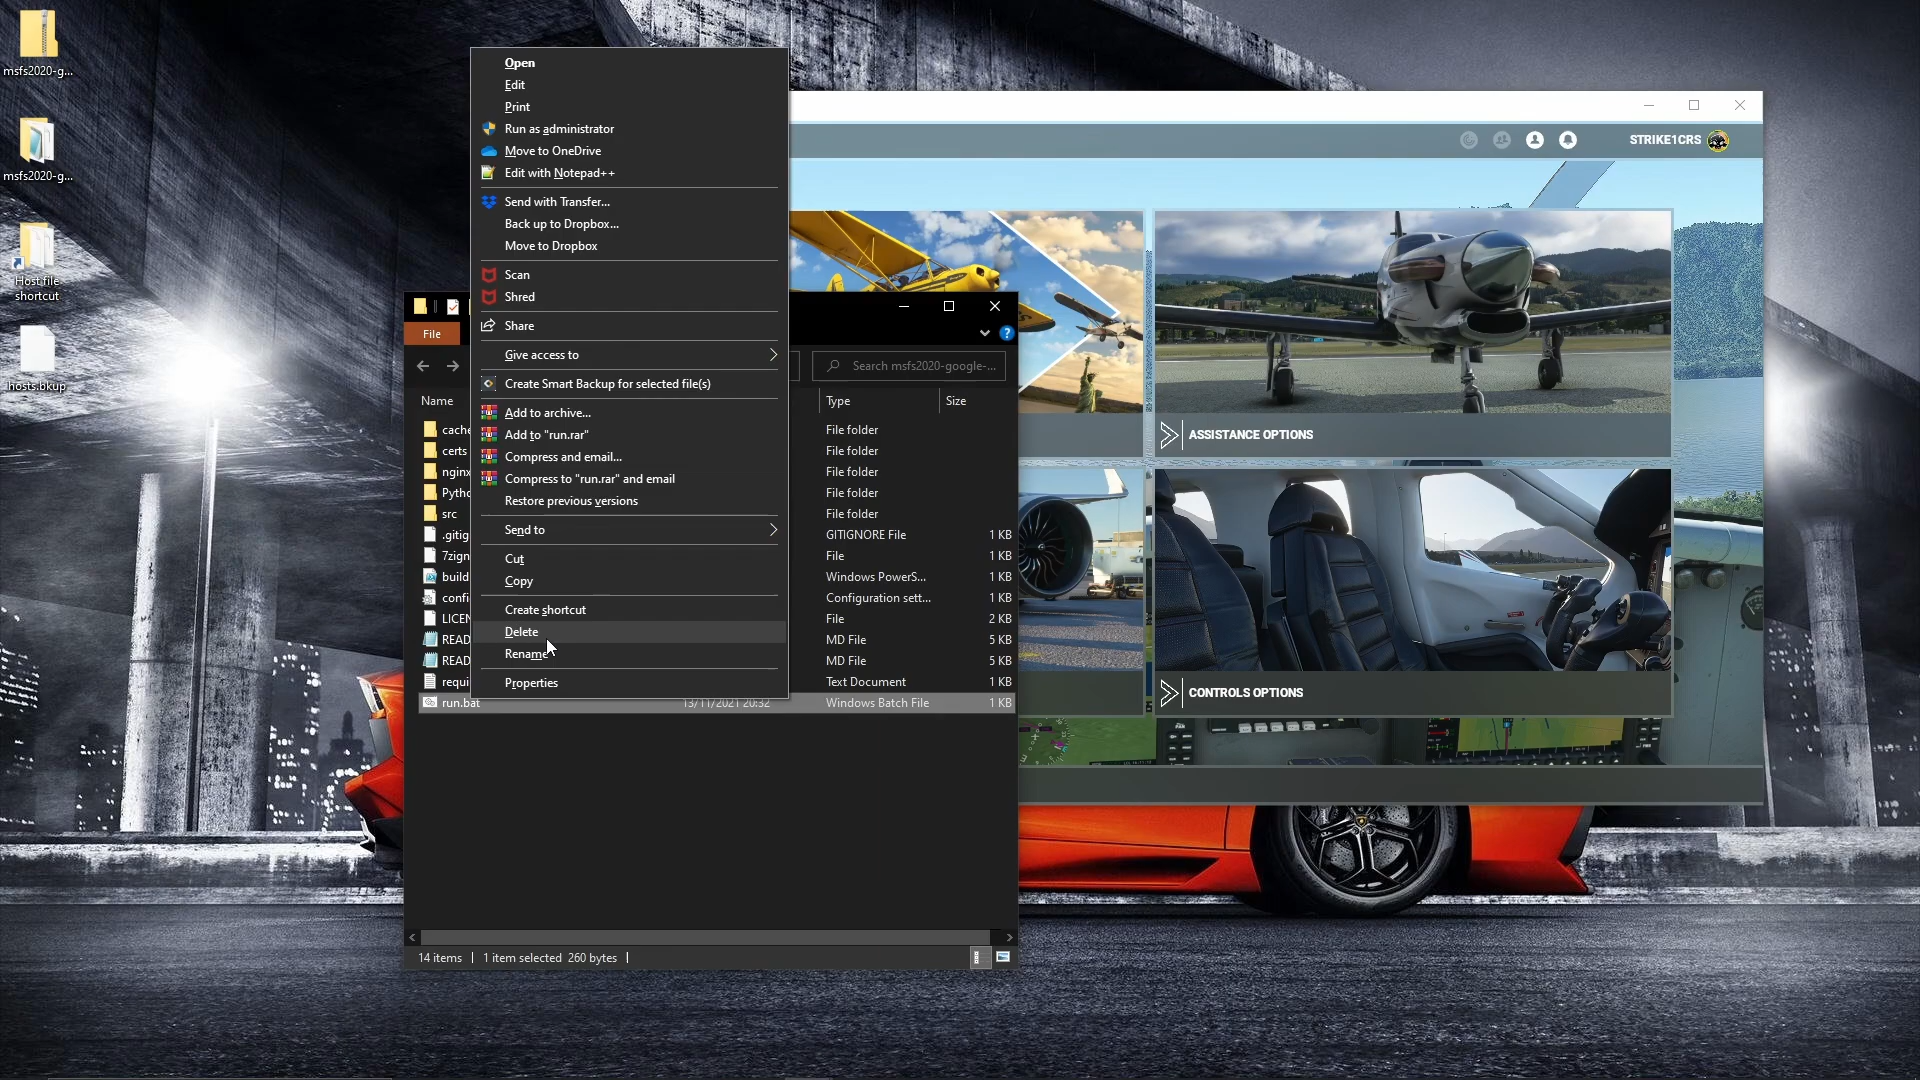 msfs2020-g...
msfs2020-g...
Host file
shortcut
hosts.bkup
Open
Edit
Print
Run as administrator
Move to OneDrive
Edit with Notepad++
Send with Transfer...
Back up to Dropbox...
Move to Dropbox
Scan
Shred
Share
Give access to
Create Smart Backup for selected file(s)
Add to archive...
Add to "run.rar"
Compress and email...
Compress to "run.rar" and email
Restore previous versions
Send to
Cut
Copy
Create shortcut
Delete
Rename
Properties
File
Search msfs2020-google-...
Name Type Size
cache File folder
certs File folder
nginx File folder
Pytho File folder
src File folder
.gitig GITIGNORE File 1 KB
7zign File 1 KB
build Windows PowerS... 1 KB
confi Configuration sett... 1 KB
LICEN File 2 KB
READ MD File 5 KB
READ MD File 5 KB
requi Text Document 1 KB
run.bat 13/11/2021 20:32 Windows Batch File 1 KB
14 items 1 item selected 260 bytes
STRIKE1CRS
ASSISTANCE OPTIONS
CONTROLS OPTIONS